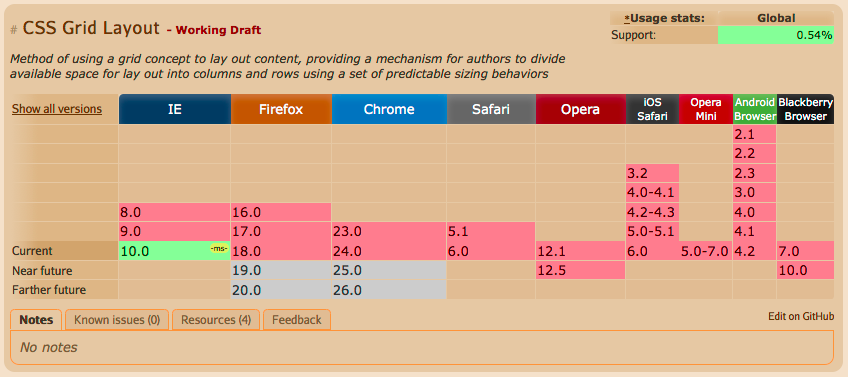 # CSS Grid Layout - Working Draft
*Usage stats: Global
Support: 0.54%
Method of using a grid concept to lay out content, providing a mechanism for authors to divide
available space for lay out into columns and rows using a set of predictable sizing behaviors
Show all versions IE Firefox Chrome Safari Opera iOS Safari Opera Mini Android Browser Blackberry Browser
2.1
2.2
3.2 2.3
4.0-4.1 3.0
8.0 16.0 4.2-4.3 4.0
9.0 17.0 23.0 5.1 5.0-5.1 4.1
Current 10.0 -ms- 18.0 24.0 6.0 12.1 6.0 5.0-7.0 4.2 7.0
Near future 19.0 25.0 12.5 10.0
Farther future 20.0 26.0
Notes Known issues (0) Resources (4) Feedback Edit on GitHub
No notes